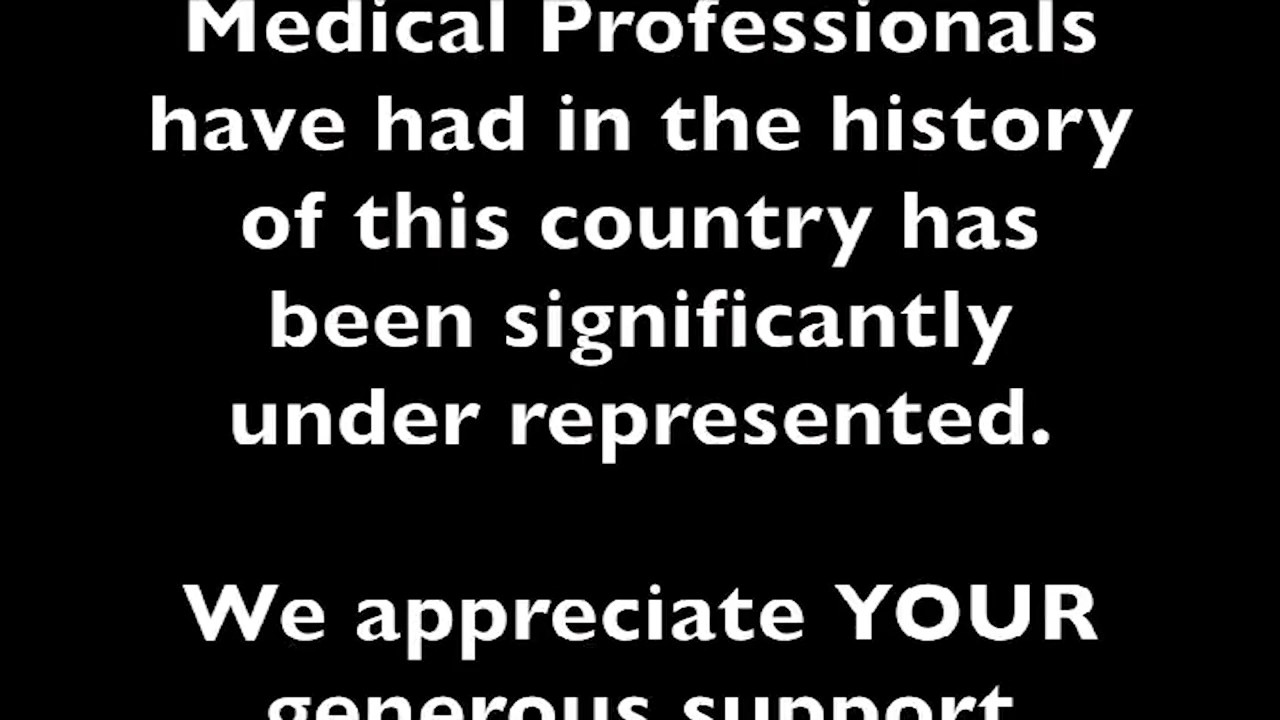 Medical Professionals
have had in the history
of this country has
been significantly
under represented.
We appreciate YOUR
generous support